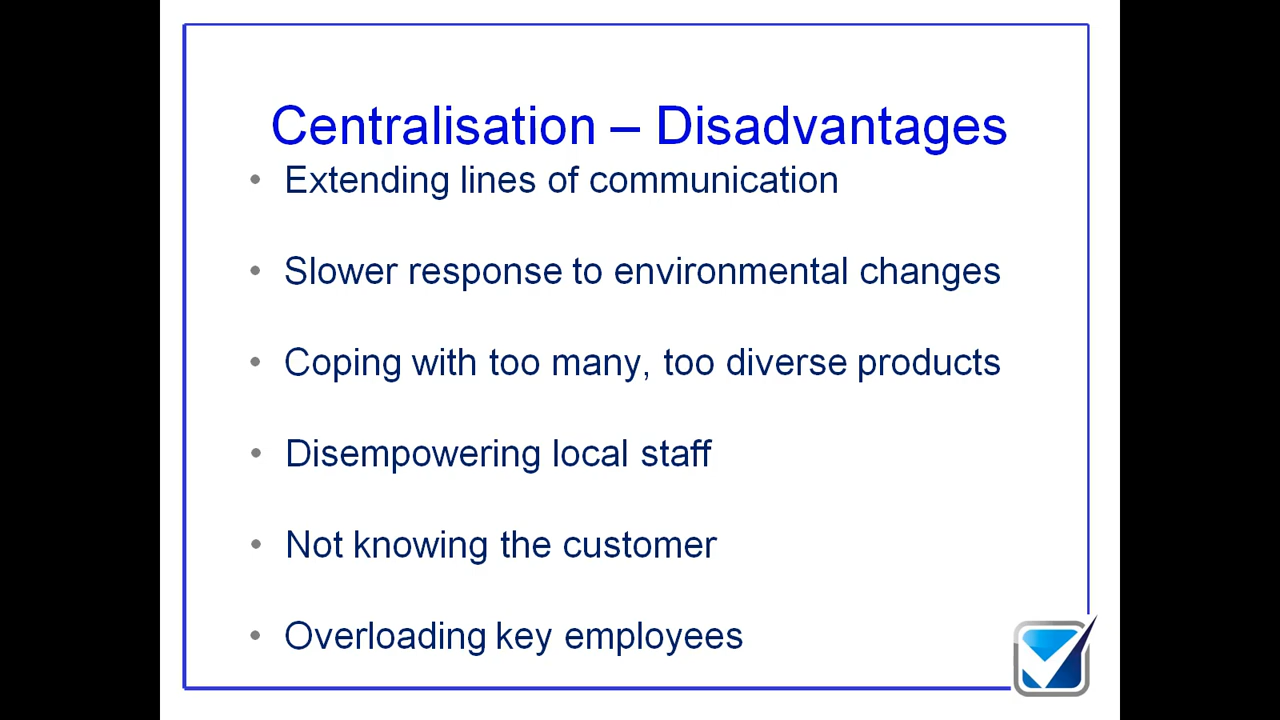 Centralisation – Disadvantages
• Extending lines of communication
• Slower response to environmental changes
• Coping with too many, too diverse products
• Disempowering local staff
• Not knowing the customer
• Overloading key employees